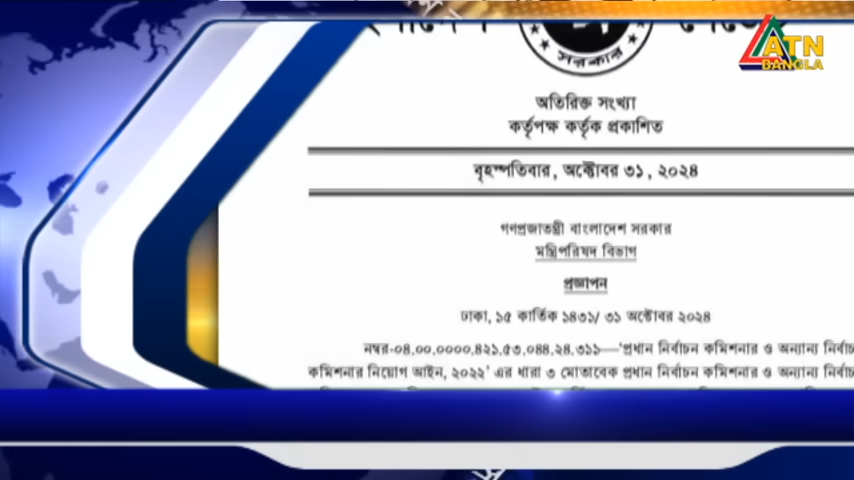 সরকার
ATN
BANGLA
অতিরিক্ত সংখ্যা
কর্তৃপক্ষ কর্তৃক প্রকাশিত
বৃহস্পতিবার, অক্টোবর ৩১, ২০২৪
গণপ্রজাতন্ত্রী বাংলাদেশ সরকার
মন্ত্রিপরিষদ বিভাগ
প্রজ্ঞাপন
ঢাকা, ১৫ কার্তিক ১৪৩১/ ৩১ অক্টোবর ২০২৪
নম্বর-০৪.০০.০০০০.৪২১.৫৩.০৪৪.২৪.৩১১—‘প্রধান নির্বাচন কমিশনার ও অন্যান্য
কমিশনার নিয়োগ আইন, ২০২২’ এর ধারা ৩ মোতাবেক প্রধান নির্বাচন কমিশনার ও অন্যান্য